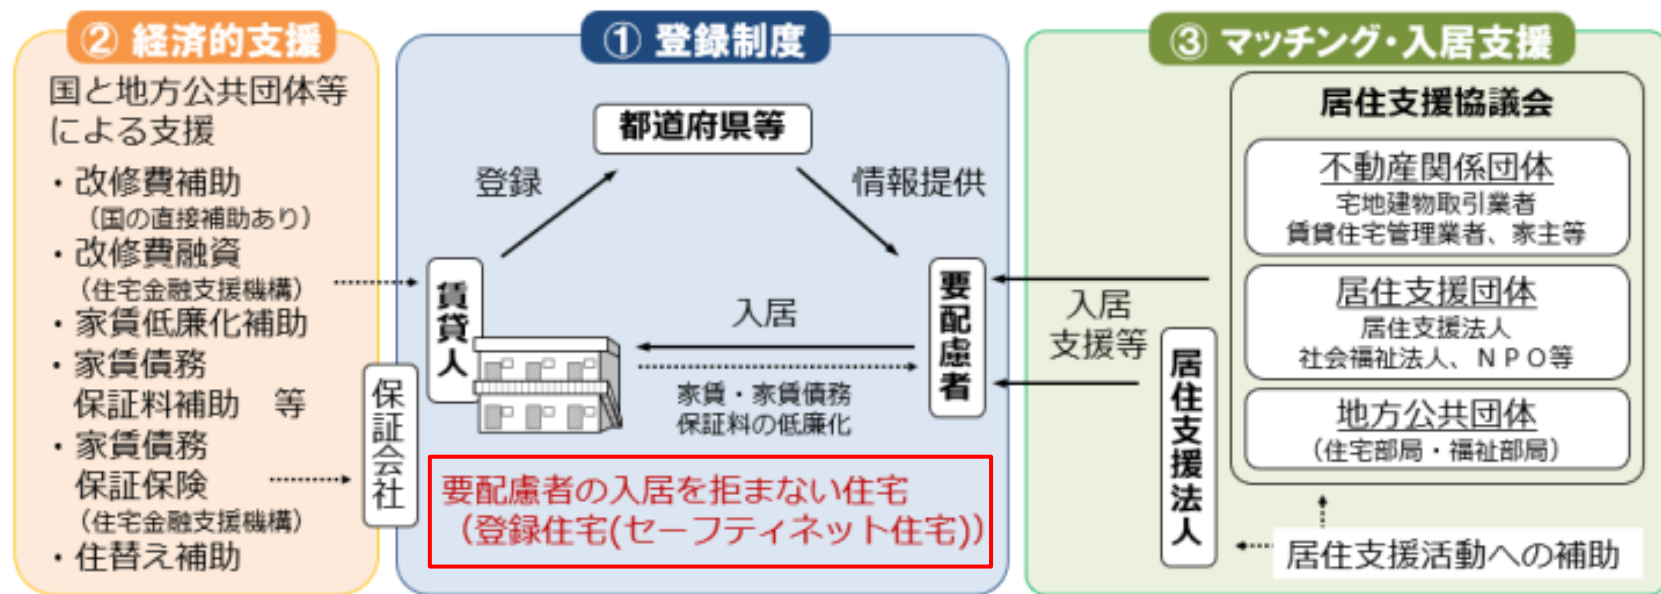 ② 経済的支援
国と地方公共団体等
による支援
・改修費補助
（国の直接補助あり）
・改修費融資
（住宅金融支援機構）
・家賃低廉化補助
・家賃債務
保証料補助　等
・家賃債務
保証保険
（住宅金融支援機構）
・住替え補助
保証会社
① 登録制度
都道府県等
登録
情報提供
賃貸人
要配慮者
入居
家賃・家賃債務
保証料の低廉化
要配慮者の入居を拒まない住宅
（登録住宅(セーフティネット住宅)）
③ マッチング・入居支援
居住支援協議会
不動産関係団体
宅地建物取引業者
賃貸住宅管理業者、家主等
居住支援団体
居住支援法人
社会福祉法人、ＮＰＯ等
地方公共団体
（住宅部局・福祉部局）
入居
支援等
居住支援法人
居住支援活動への補助